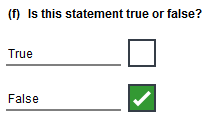 (f) Is this statement true or false?
True
False